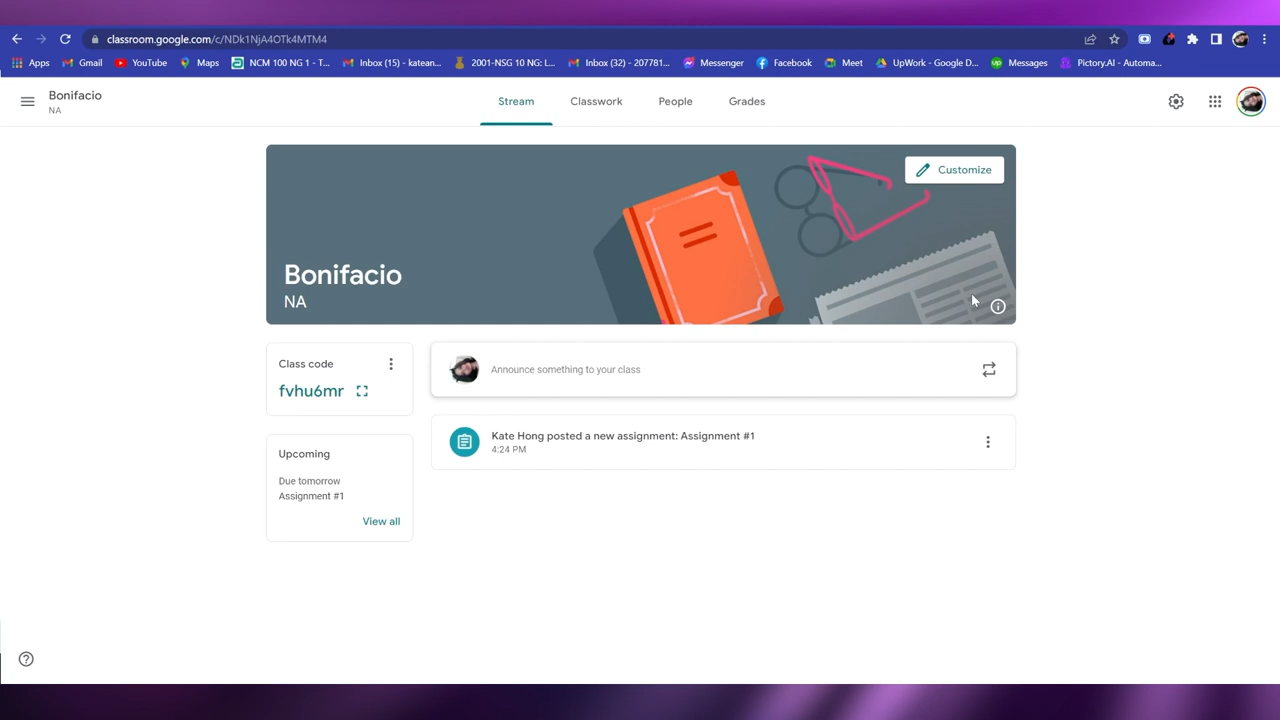 classroom.google.com/c/NDk1NjA4OTk4MTM4
Apps Gmail YouTube Maps NCM 100 NG 1 - T... Inbox (15) - katean... 2001-NSG 10 NG: L... Inbox (32) - 207781... Messenger Facebook Meet UpWork - Google D... Messages Pictory.AI - Automa...
Bonifacio
NA
Stream Classwork People Grades
Customize
Bonifacio
NA
Class code
fvhu6mr
Announce something to your class
Kate Hong posted a new assignment: Assignment #1
4:24 PM
Upcoming
Due tomorrow
Assignment #1
View all